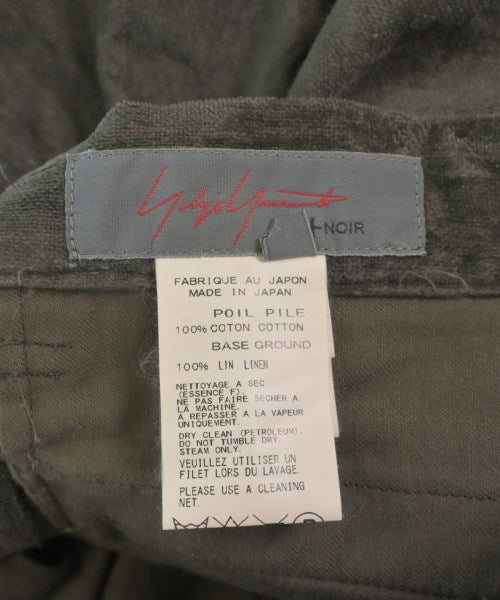 Yohji Yamamoto
+NOIR
FABRIQUE AU JAPON
MADE IN JAPAN
POIL PILE
100% COTON COTTON
BASE GROUND
100% LIN LINEN
NETTOYAGE A SEC
(ESSENCE F).
NE PAS FAIRE SECHER A
LA MACHINE.
A REPASSER A LA VAPEUR
UNIQUEMENT.
DRY CLEAN (PETROLEUM).
DO NOT TUMBLE DRY.
STEAM ONLY.
VEUILLEZ UTILISER UN
FILET LORS DU LAVAGE.
PLEASE USE A CLEANING
NET.